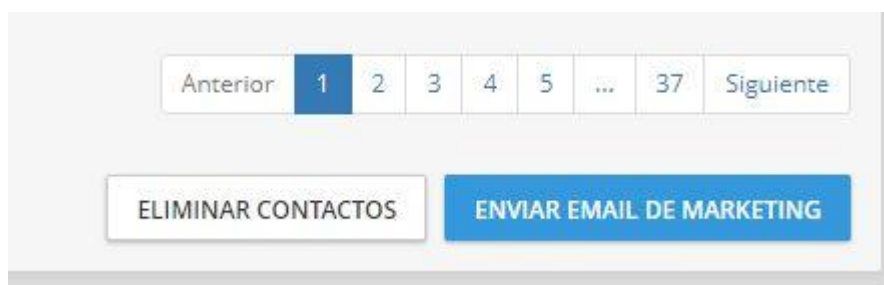 Anterior 1 2 3 4 5 ... 37 Siguiente
ELIMINAR CONTACTOS ENVIAR EMAIL DE MARKETING